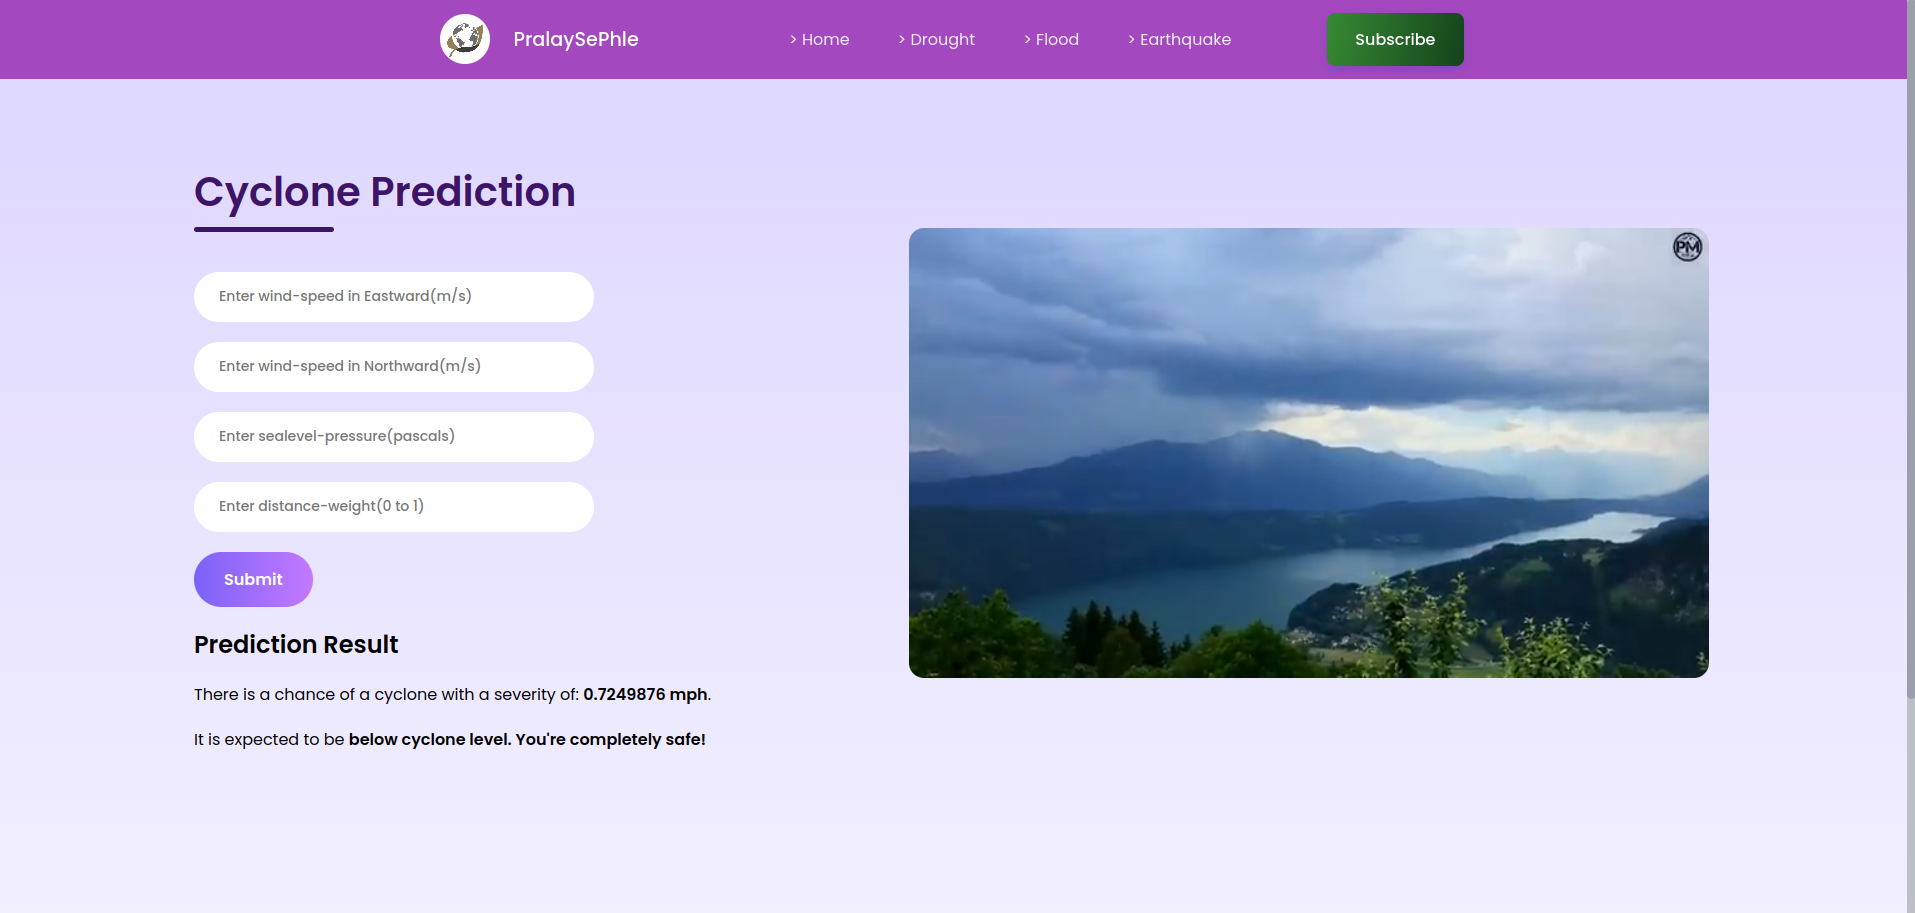 PralaySePhle
> Home
> Drought
> Flood
> Earthquake
Subscribe
Cyclone Prediction
Enter wind-speed in Eastward(m/s)
Enter wind-speed in Northward(m/s)
Enter sealevel-pressure(pascals)
Enter distance-weight(0 to 1)
Submit
Prediction Result
There is a chance of a cyclone with a severity of: 0.7249876 mph.
It is expected to be below cyclone level. You're completely safe!
PM